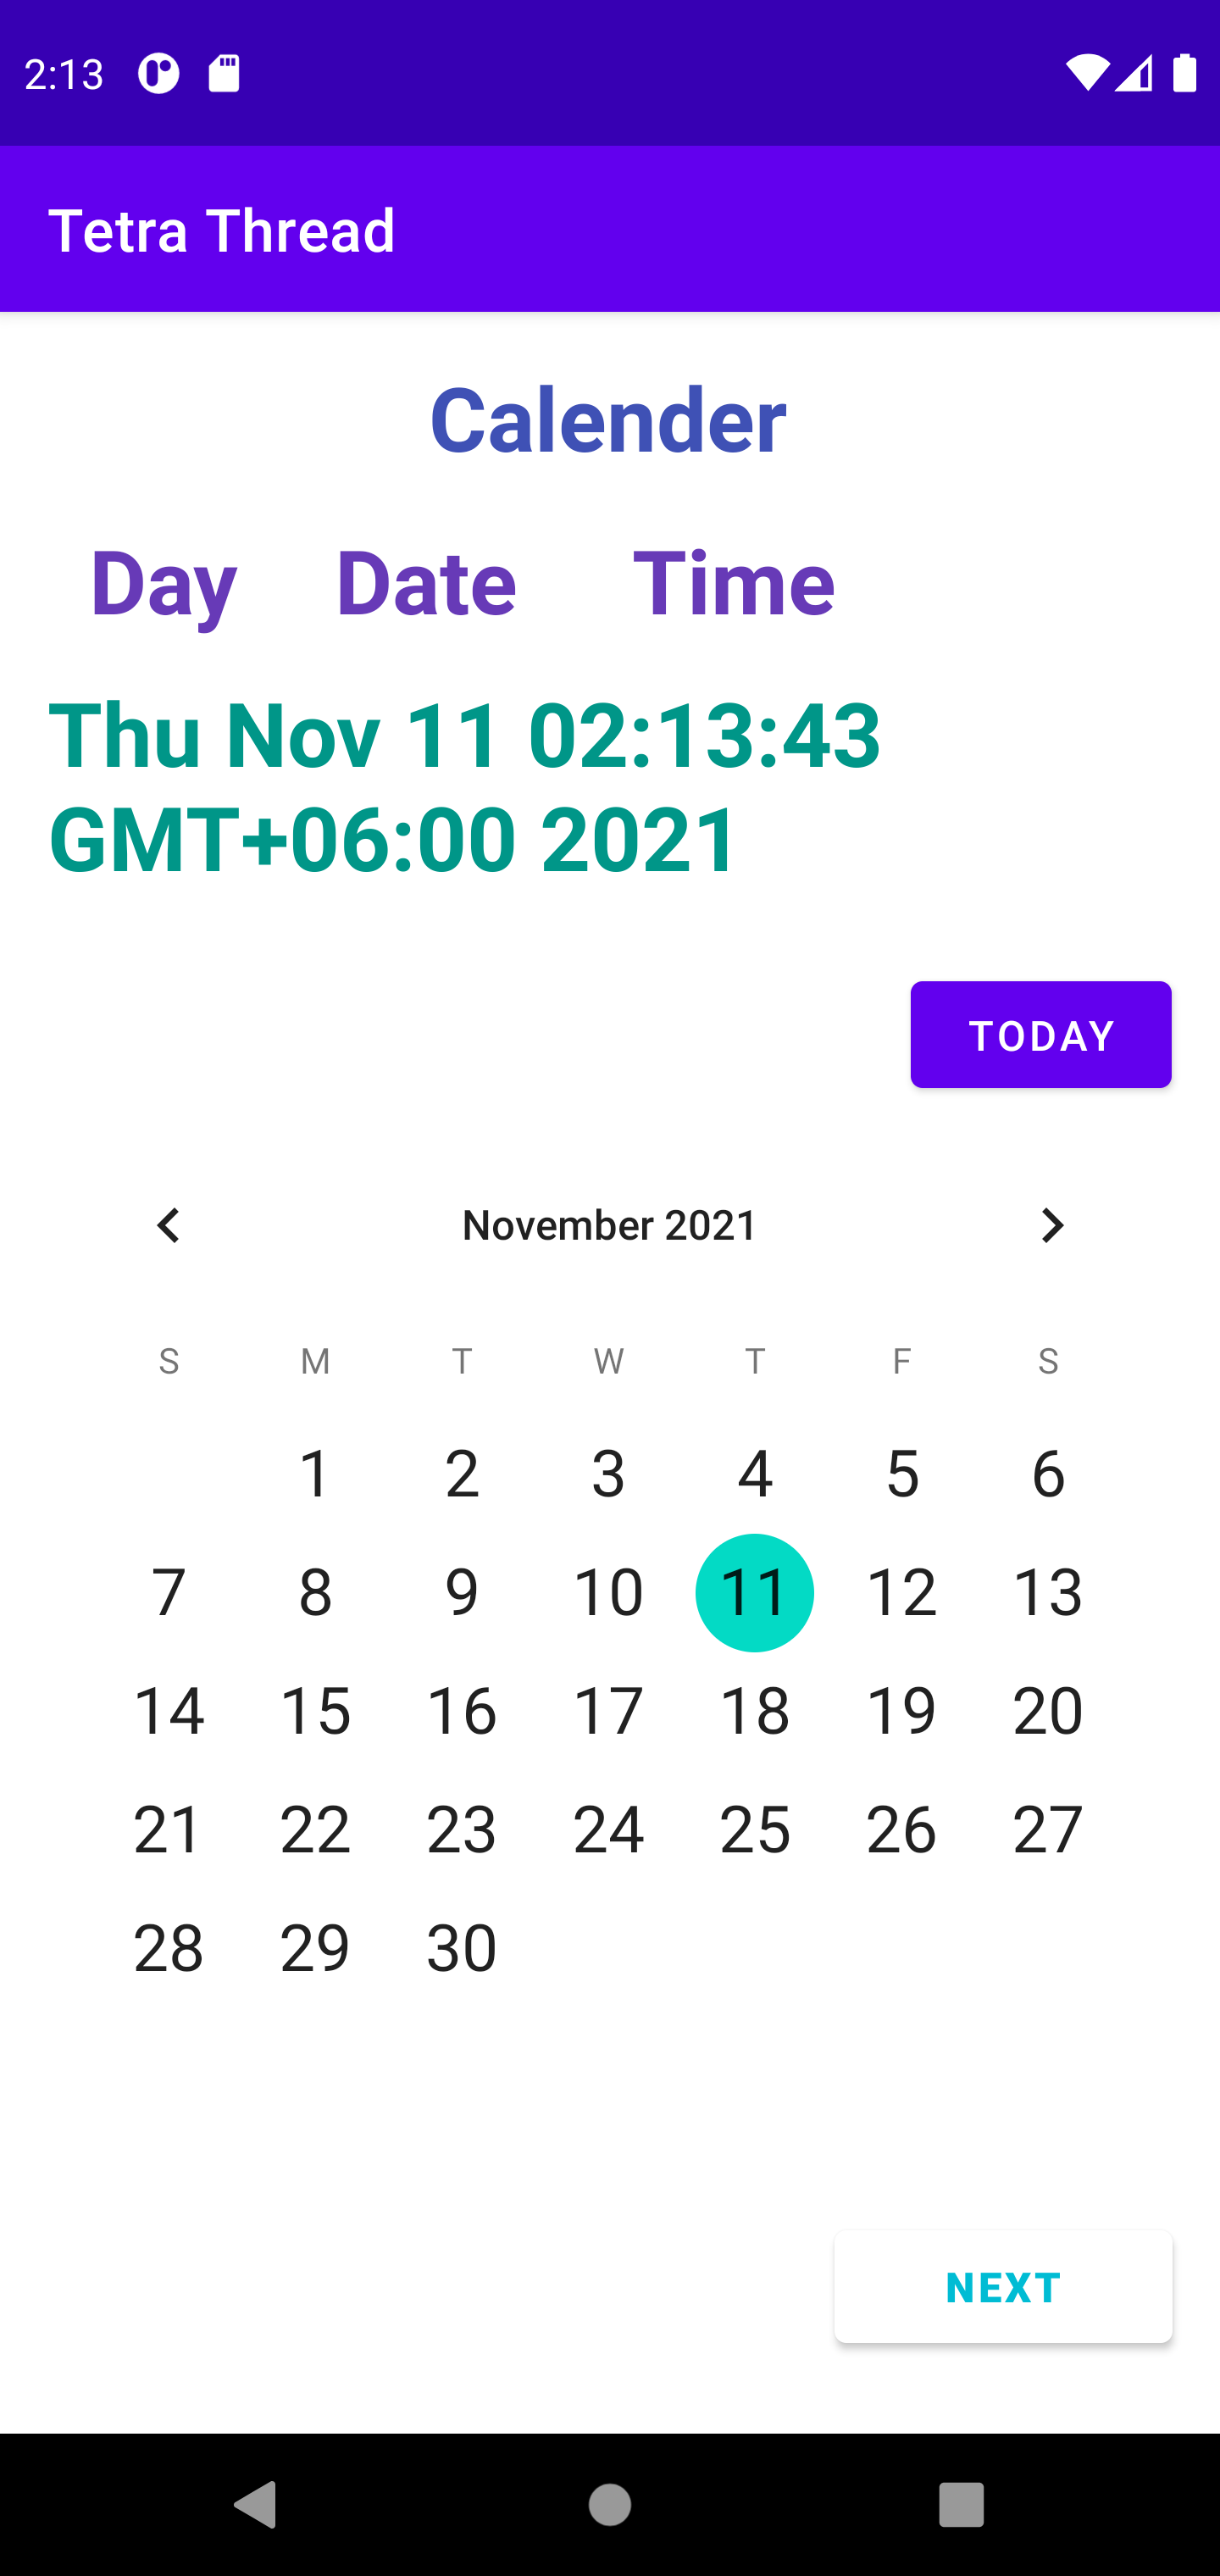 2:13
Tetra Thread
Calender
Day Date Time
Thu Nov 11 02:13:43
GMT+06:00 2021
TODAY
November 2021
S M T W T F S
1 2 3 4 5 6
7 8 9 10 11 12 13
14 15 16 17 18 19 20
21 22 23 24 25 26 27
28 29 30
NEXT